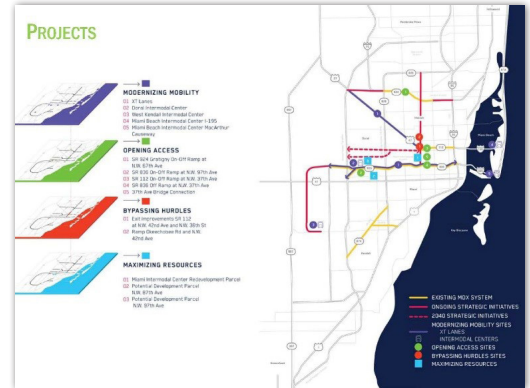 PROJECTS
MODERNIZING MOBILITY
01 XT Lanes
02 Doral Intermodal Center
03 West Kendall Intermodal Center
04 Miami Beach Intermodal Center I-195
05 Miami Beach Intermodal Center MacArthur
Causeway
OPENING ACCESS
01 SR 924 Gratigny On-Off Ramp at
N.W. 67th Ave
02 SR 836 On-Off Ramp at N.W. 97th Ave
03 SR 112 On-Off Ramp at N.W. 37th Ave
04 SR 836 Off Ramp at N.W. 37th Ave
05 37th Ave Bridge Connection
BYPASSING HURDLES
01 Exit Improvements SR 112
at N.W. 42nd Ave and N.W. 36th St
02 Ramp Okeechobee Rd and N.W.
42nd Ave
MAXIMIZING RESOURCES
01 Miami Intermodal Center Redevelopment Parcel
02 Potential Development Parcel
N.W. 87th Ave
03 Potential Development Parcel
N.W. 97th Ave
EXISTING MDX SYSTEM
ONGOING STRATEGIC INITIATIVES
2040 STRATEGIC INITIATIVES
MODERNIZING MOBILITY SITES
XT LANES
INTERMODAL CENTERS
OPENING ACCESS SITES
BYPASSING HURDLES SITES
MAXIMIZING RESOURCES